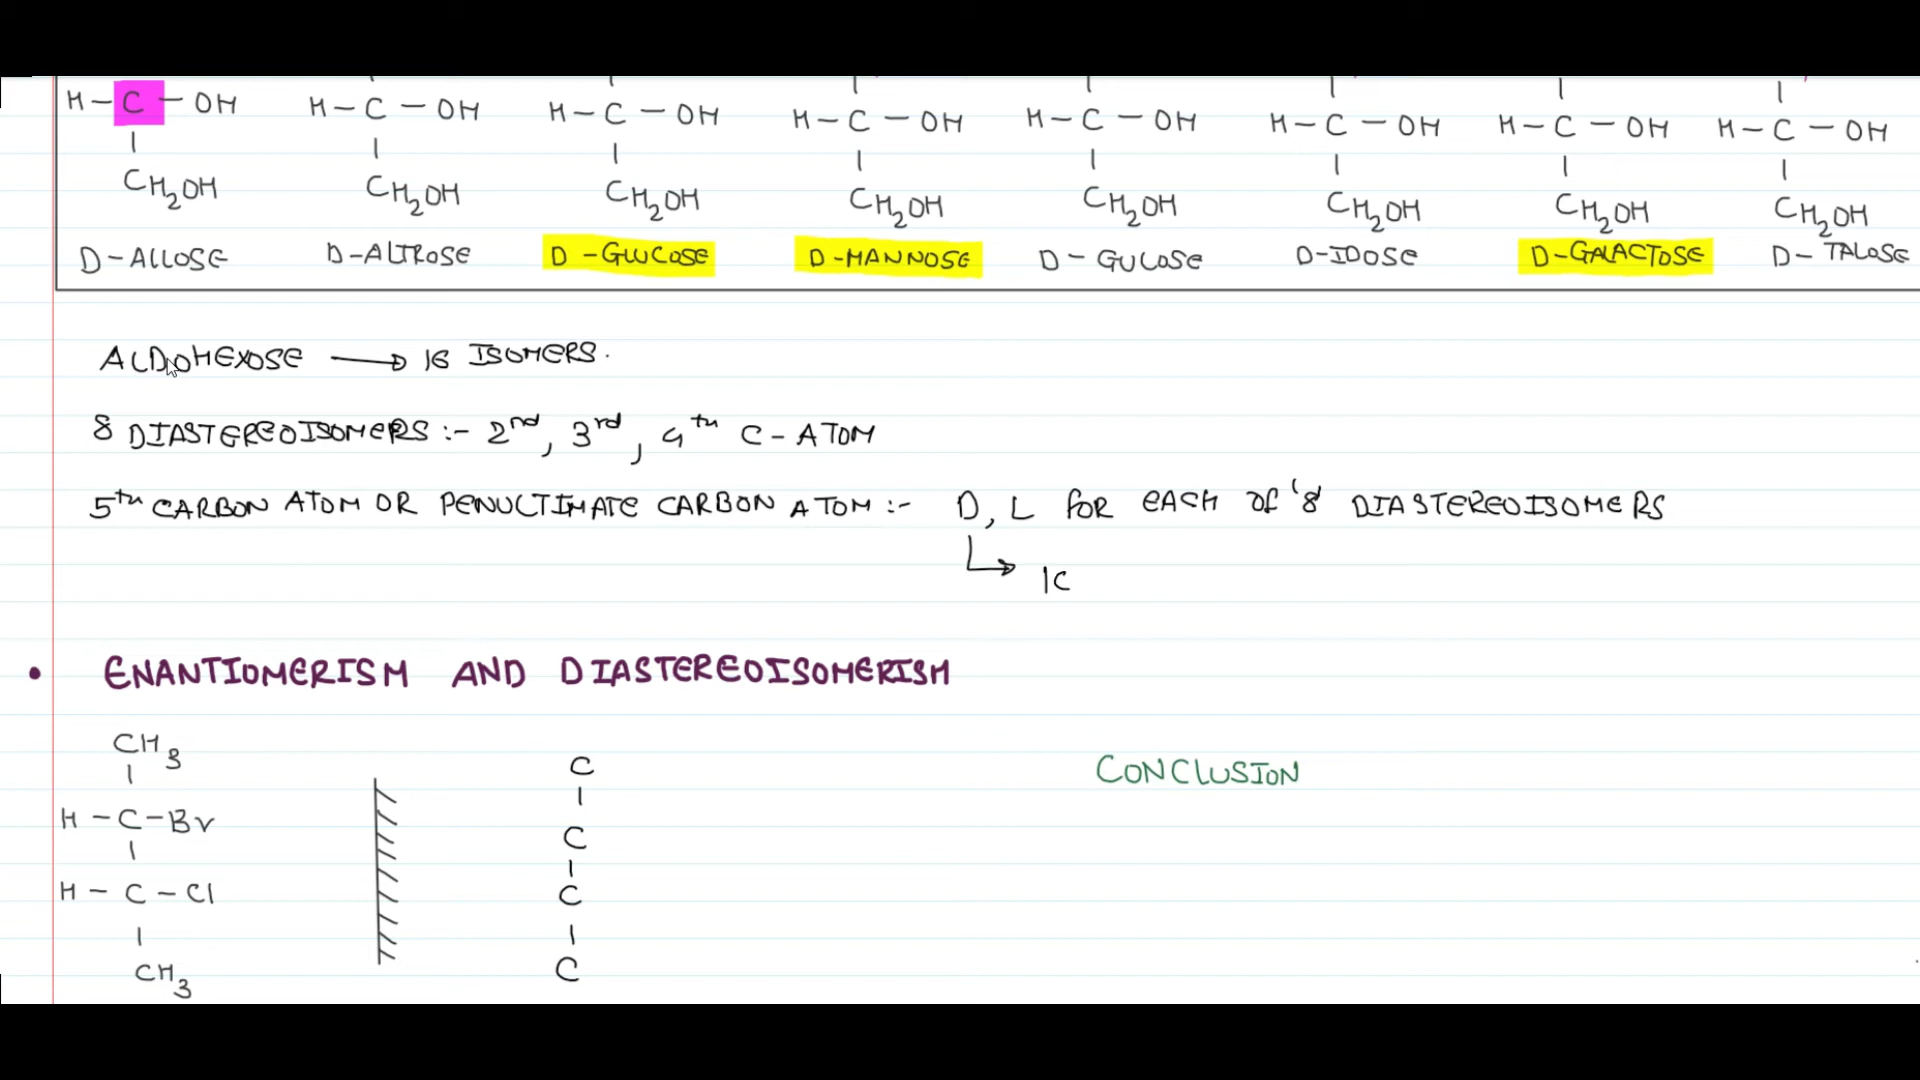 H-C-OH H-C-OH H-C-OH H-C-OH H-C-OH H-C-OH H-C-OH H-C-OH
CH2OH CH2OH CH2OH CH2OH CH2OH CH2OH CH2OH CH2OH
D-ALLOSE D-ALTROSE D-GLUCOSE D-MANNOSE D-GULOSE D-IDOSE D-GALACTOSE D-TALOSE
ALDOHEXOSE → 16 ISOMERS.
8 DIASTEREOISOMERS :- 2nd, 3rd, 4th C-ATOM
5th CARBON ATOM OR PENULTIMATE CARBON ATOM :- D, L FOR EACH OF '8 DIASTEREOISOMERS
↳ 1C
• ENANTIOMERISM AND DIASTEREOISOMERISM
CH3
H-C-Br
H-C-Cl
CH3
C
C
C
C
CONCLUSION